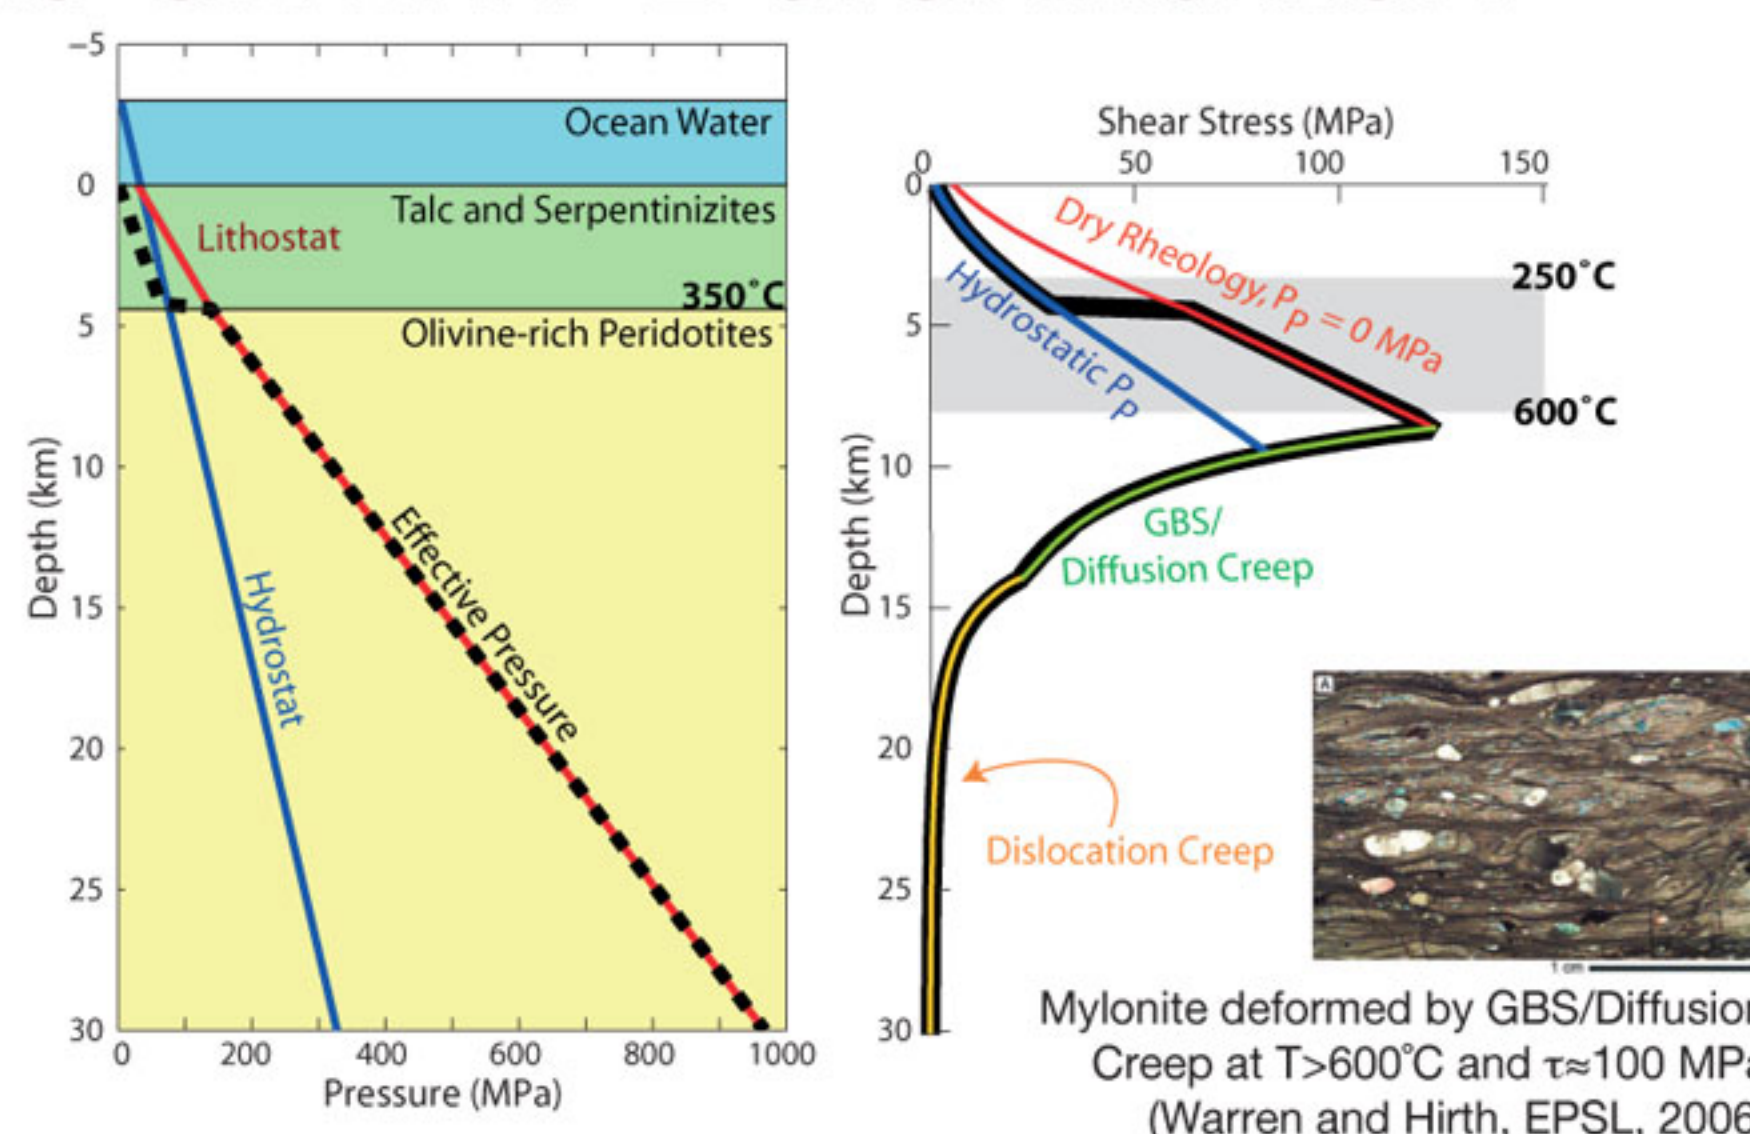 -5
0
5
10
15
20
25
30
Depth (km)
Ocean Water
Talc and Serpentinizites
Lithostat
350˚C
Olivine-rich Peridotites
Effective Pressure
Hydrostat
0 200 400 600 800 1000
Pressure (MPa)
Shear Stress (MPa)
0 50 100 150
0
5
10
15
20
25
30
Depth (km)
Dry Rheology, PP = 0 MPa
Hydrostatic PP
250˚C
600˚C
GBS/
Diffusion Creep
Dislocation Creep
A
1 cm
Mylonite deformed by GBS/Diffusion
Creep at T>600˚C and τ≈100 MPa
(Warren and Hirth, EPSL, 2006